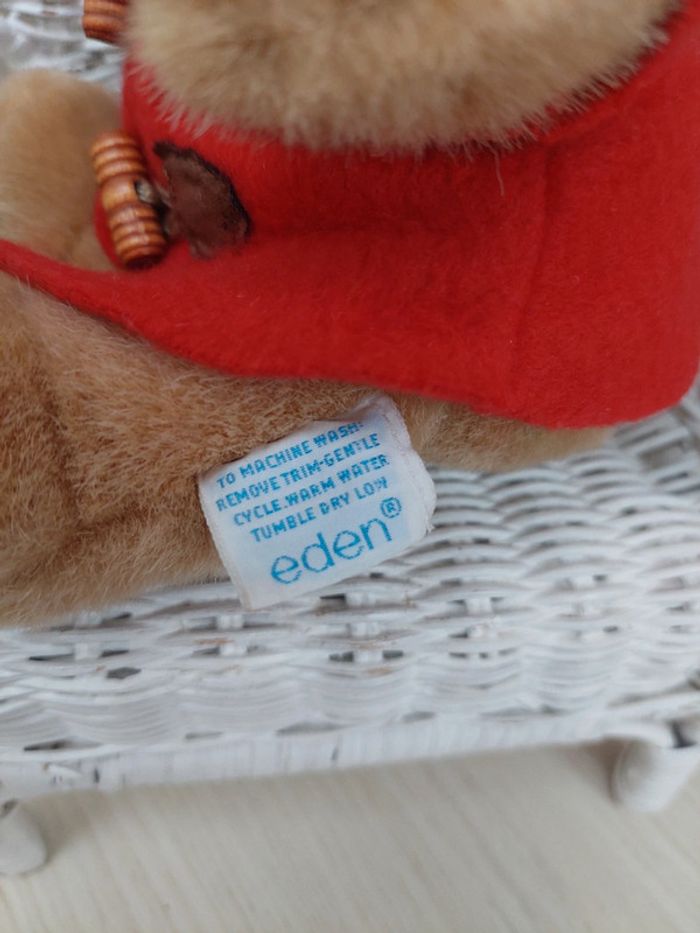 TO MACHINE WASH-
REMOVE TRIM-GENTLE
CYCLE.WARM WATER
TUMBLE DRY LOW
eden®